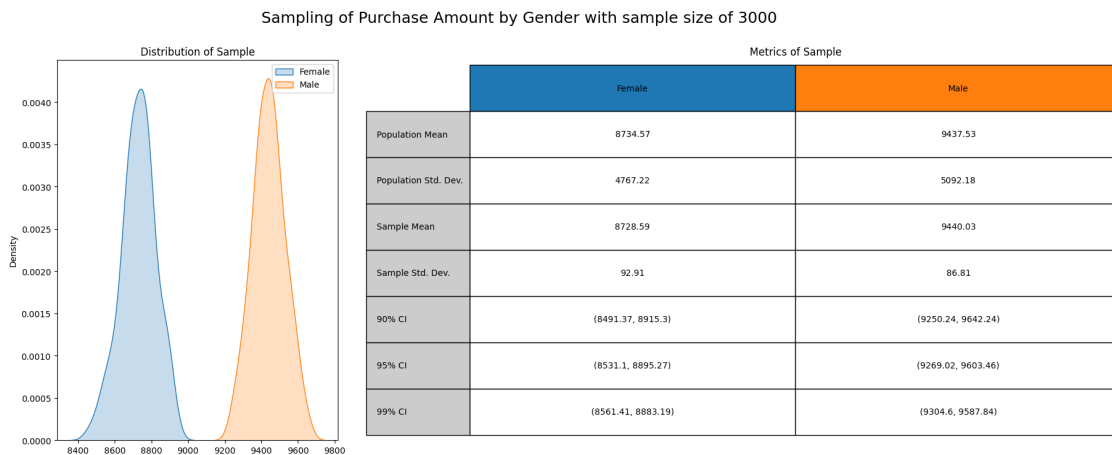 Sampling of Purchase Amount by Gender with sample size of 3000
Distribution of Sample
Female
Male
0.0040
0.0035
0.0030
0.0025
0.0020
0.0015
0.0010
0.0005
0.0000
Density
8400 8600 8800 9000 9200 9400 9600 9800
Metrics of Sample
Female Male
Population Mean 8734.57 9437.53
Population Std. Dev. 4767.22 5092.18
Sample Mean 8728.59 9440.03
Sample Std. Dev. 92.91 86.81
90% CI (8491.37, 8915.3) (9250.24, 9642.24)
95% CI (8531.1, 8895.27) (9269.02, 9603.46)
99% CI (8561.41, 8883.19) (9304.6, 9587.84)